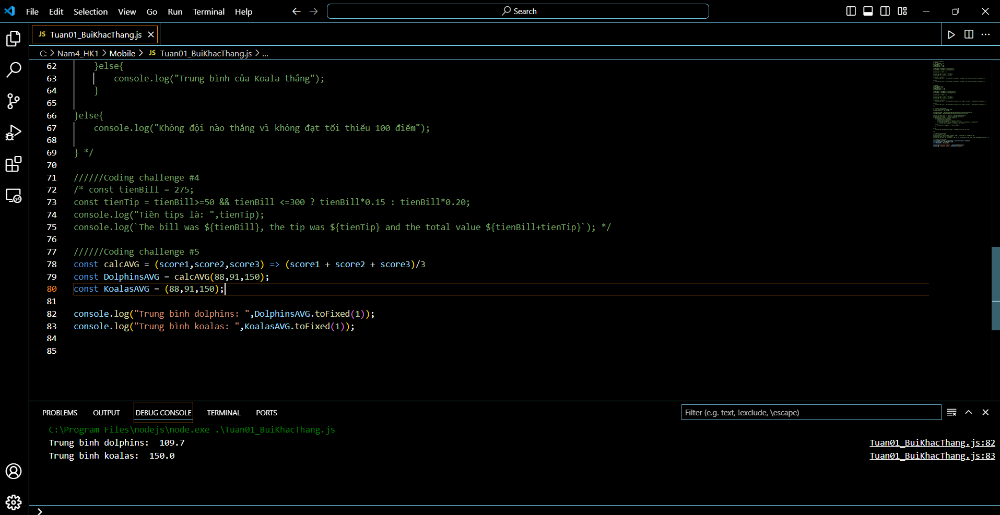 File Edit Selection View Go Run Terminal Help
Search
JS Tuan01_BuiKhacThang.js
C: > Nam4_HK1 > Mobile > JS Tuan01_BuiKhacThang.js > ...
62 }else{
63 console.log("Trung bình của Koala thắng");
64 }
65
66 }else{
67 console.log("Không đội nào thắng vì không đạt tối thiểu 100 điểm");
68
69 } */
70
71 //////Coding challenge #4
72 /* const tienBill = 275;
73 const tienTip = tienBill>=50 && tienBill <=300 ? tienBill*0.15 : tienBill*0.20;
74 console.log("Tiền tips là: ",tienTip);
75 console.log(`The bill was ${tienBill}, the tip was ${tienTip} and the total value ${tienBill+tienTip}`); */
76
77 //////Coding challenge #5
78 const calcAVG = (score1,score2,score3) => (score1 + score2 + score3)/3
79 const DolphinsAVG = calcAVG(88,91,150);
80 const KoalasAVG = (88,91,150);
81
82 console.log("Trung bình dolphins: ",DolphinsAVG.toFixed(1));
83 console.log("Trung bình koalas: ",KoalasAVG.toFixed(1));
84
85
PROBLEMS OUTPUT DEBUG CONSOLE TERMINAL PORTS
Filter (e.g. text, !exclude, \escape)
C:\Program Files\nodejs\node.exe .\Tuan01_BuiKhacThang.js
Trung bình dolphins:  109.7 Tuan01_BuiKhacThang.js:82
Trung bình koalas:  150.0 Tuan01_BuiKhacThang.js:83